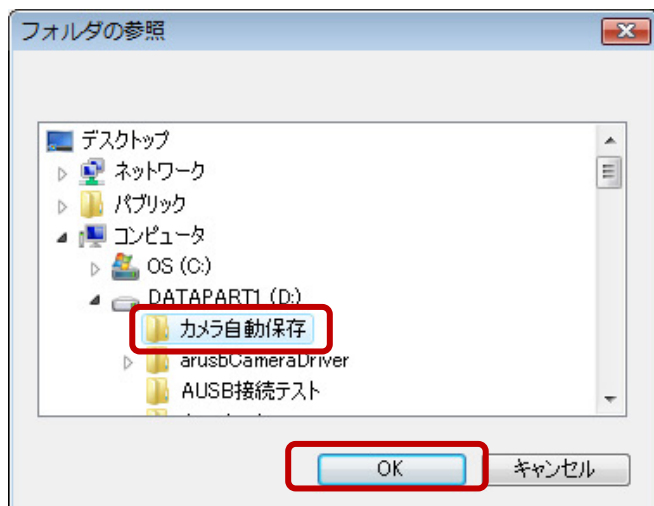 フォルダの参照
デスクトップ
ネットワーク
パブリック
コンピュータ
OS (C:)
DATAPART1 (D:)
カメラ自動保存
arusbCameraDriver
AUSB接続テスト
OK
キャンセル